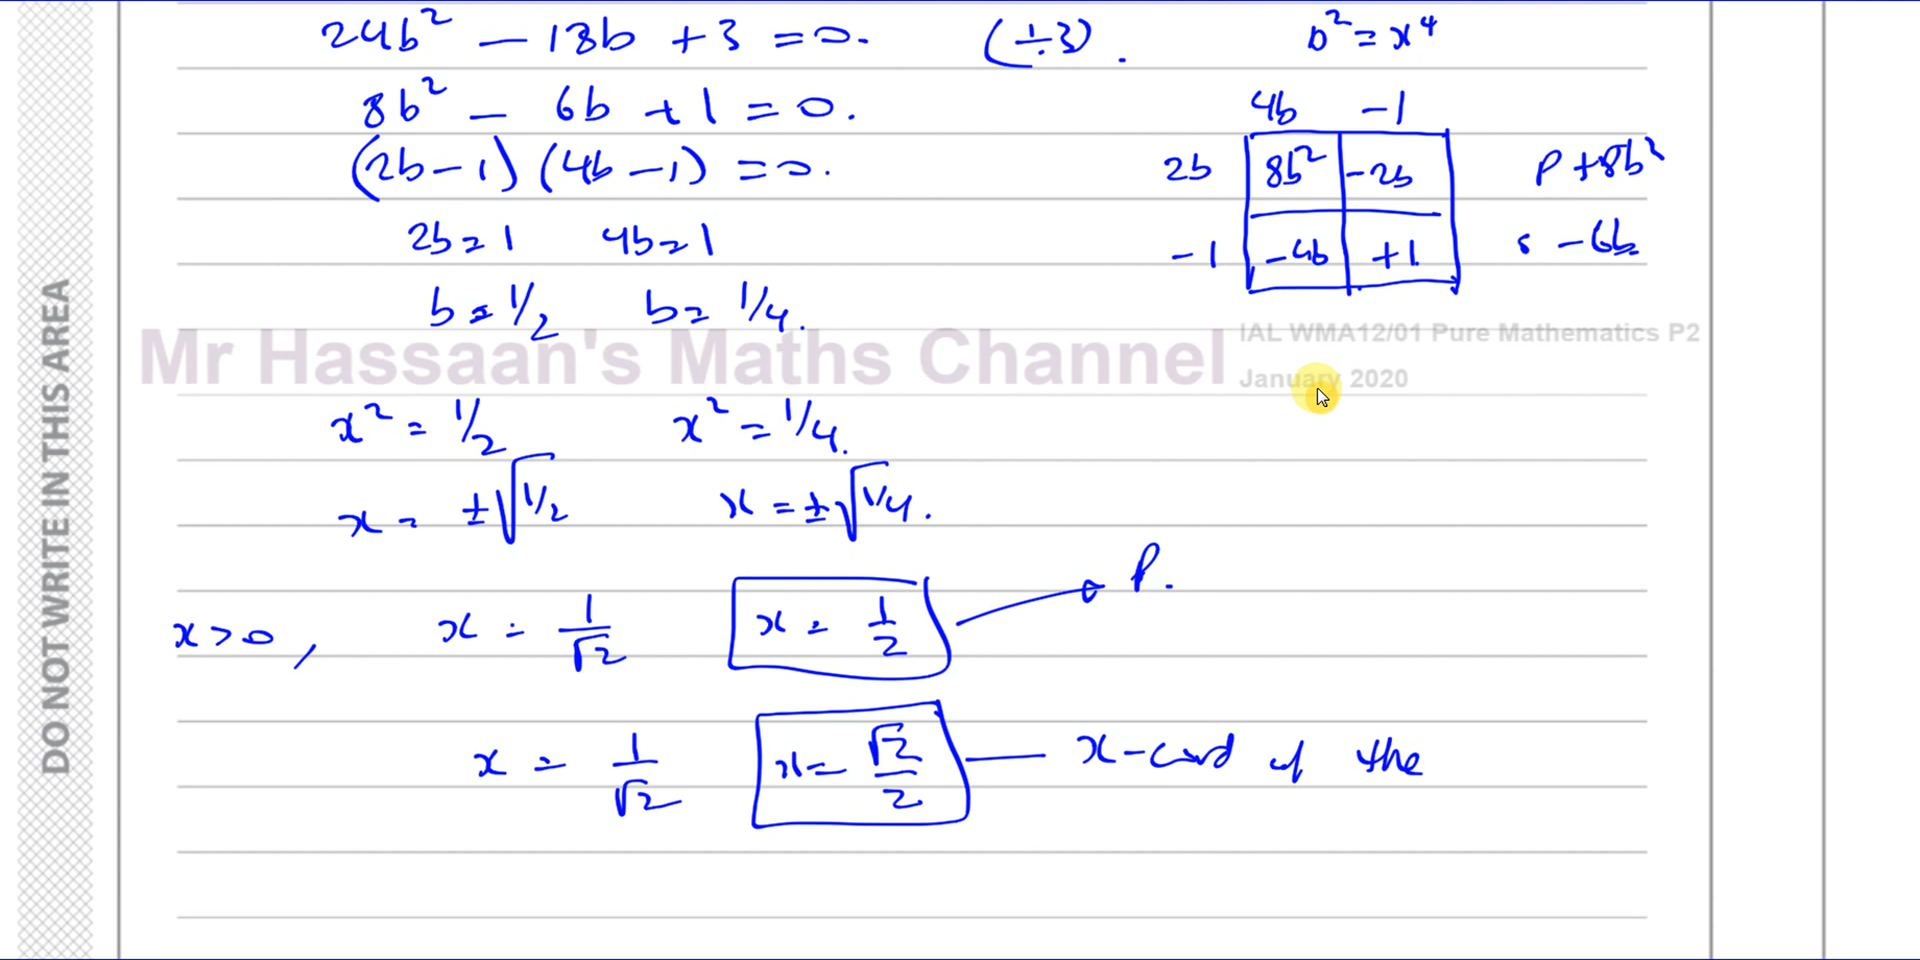 24b² − 18b + 3 = 0. (÷3). b² = x⁴
8b² − 6b + 1 = 0. 4b −1
(2b−1)(4b−1) = 0. 2b 8b² −2b P +8b²
2b = 1 4b = 1 −1 −4b +1 s −6b
b = 1/2 b = 1/4.
Mr Hassaan's Maths Channel IAL WMA12/01 Pure Mathematics P2
January 2020
x² = 1/2 x² = 1/4.
x = ±√1/2 x = ±√1/4.
P.
x>0, x = 1/√2 x = 1/2
x = 1/√2 x = √2/2 x-coord of the
DO NOT WRITE IN THIS AREA